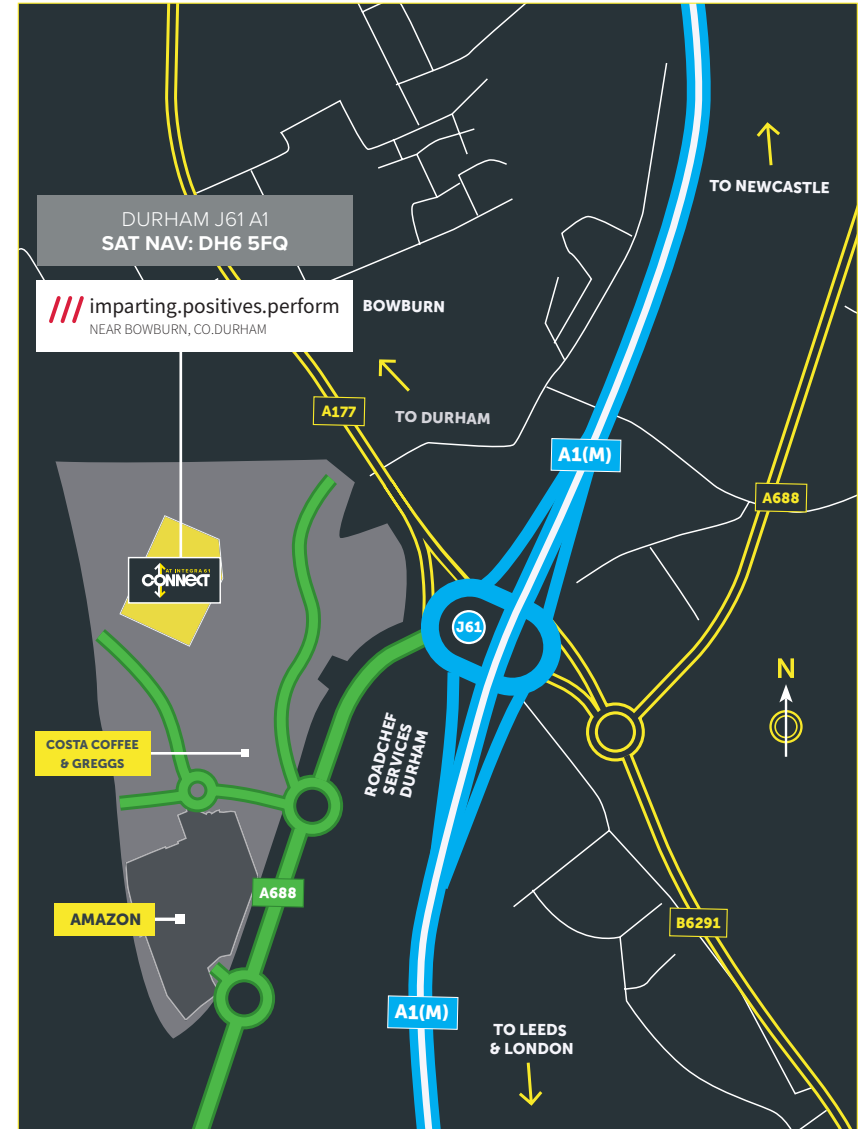 TO NEWCASTLE
DURHAM J61 A1
SAT NAV: DH6 5FQ
imparting.positives.perform
NEAR BOWBURN, CO.DURHAM
BOWBURN
A177
TO DURHAM
A1(M)
A688
AT INTEGRA 61
CONNECT
J61
N
COSTA COFFEE
& GREGGS
ROADCHEF
SERVICES
DURHAM
A688
AMAZON
B6291
A1(M)
TO LEEDS
& LONDON